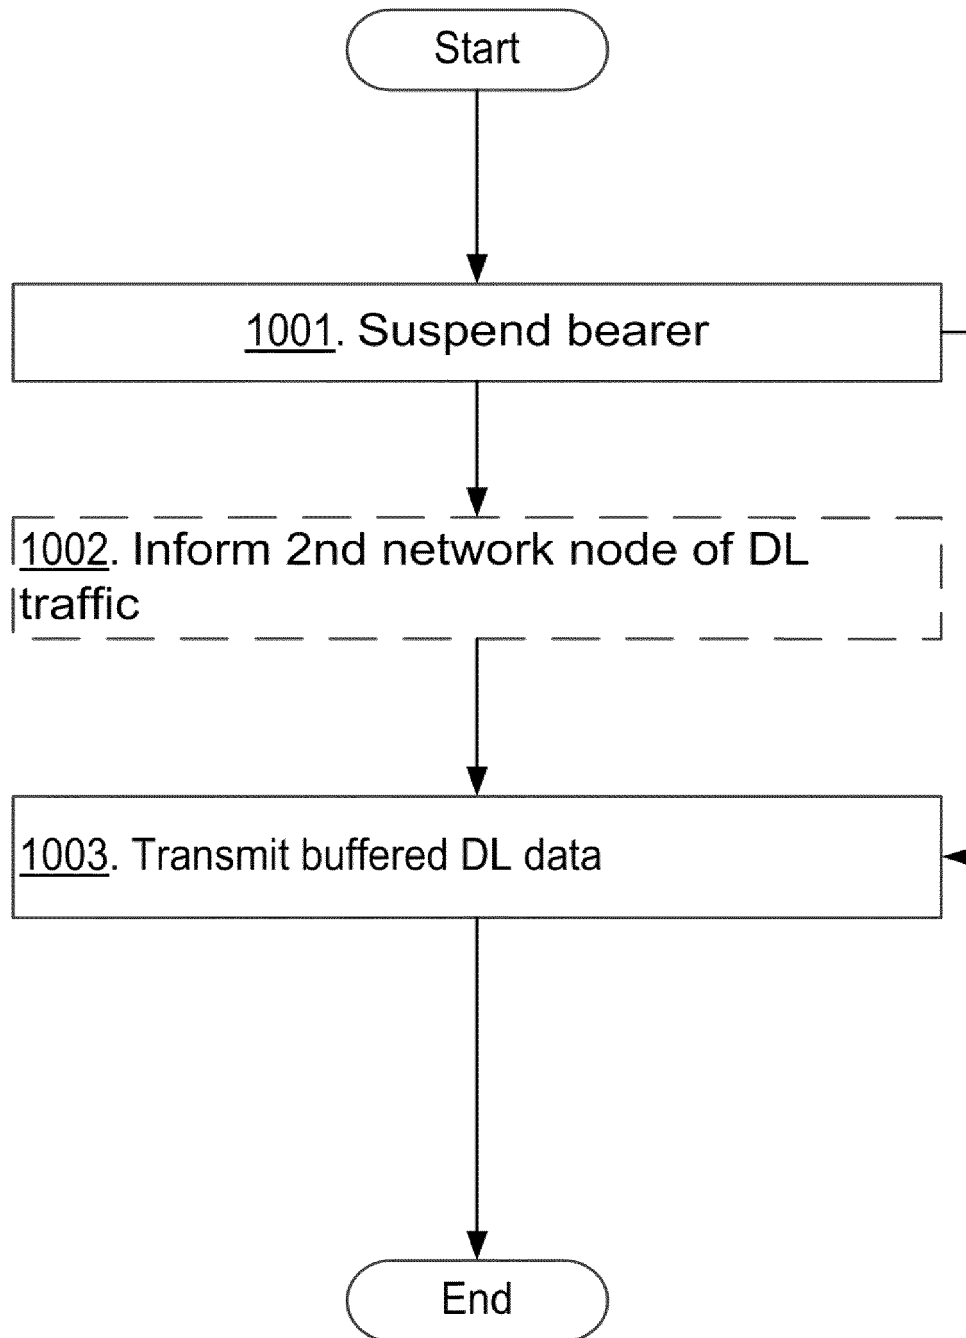 Start
1001. Suspend bearer
1002. Inform 2nd network node of DL
traffic
1003. Transmit buffered DL data
End